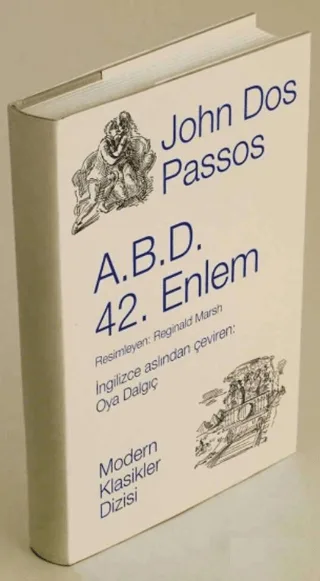 John Dos
Passos
A.B.D.
42. Enlem
Resimleyen: Reginald Marsh
İngilizce aslından çeviren:
Oya Dalgıç
Modern
Klasikler
Dizisi